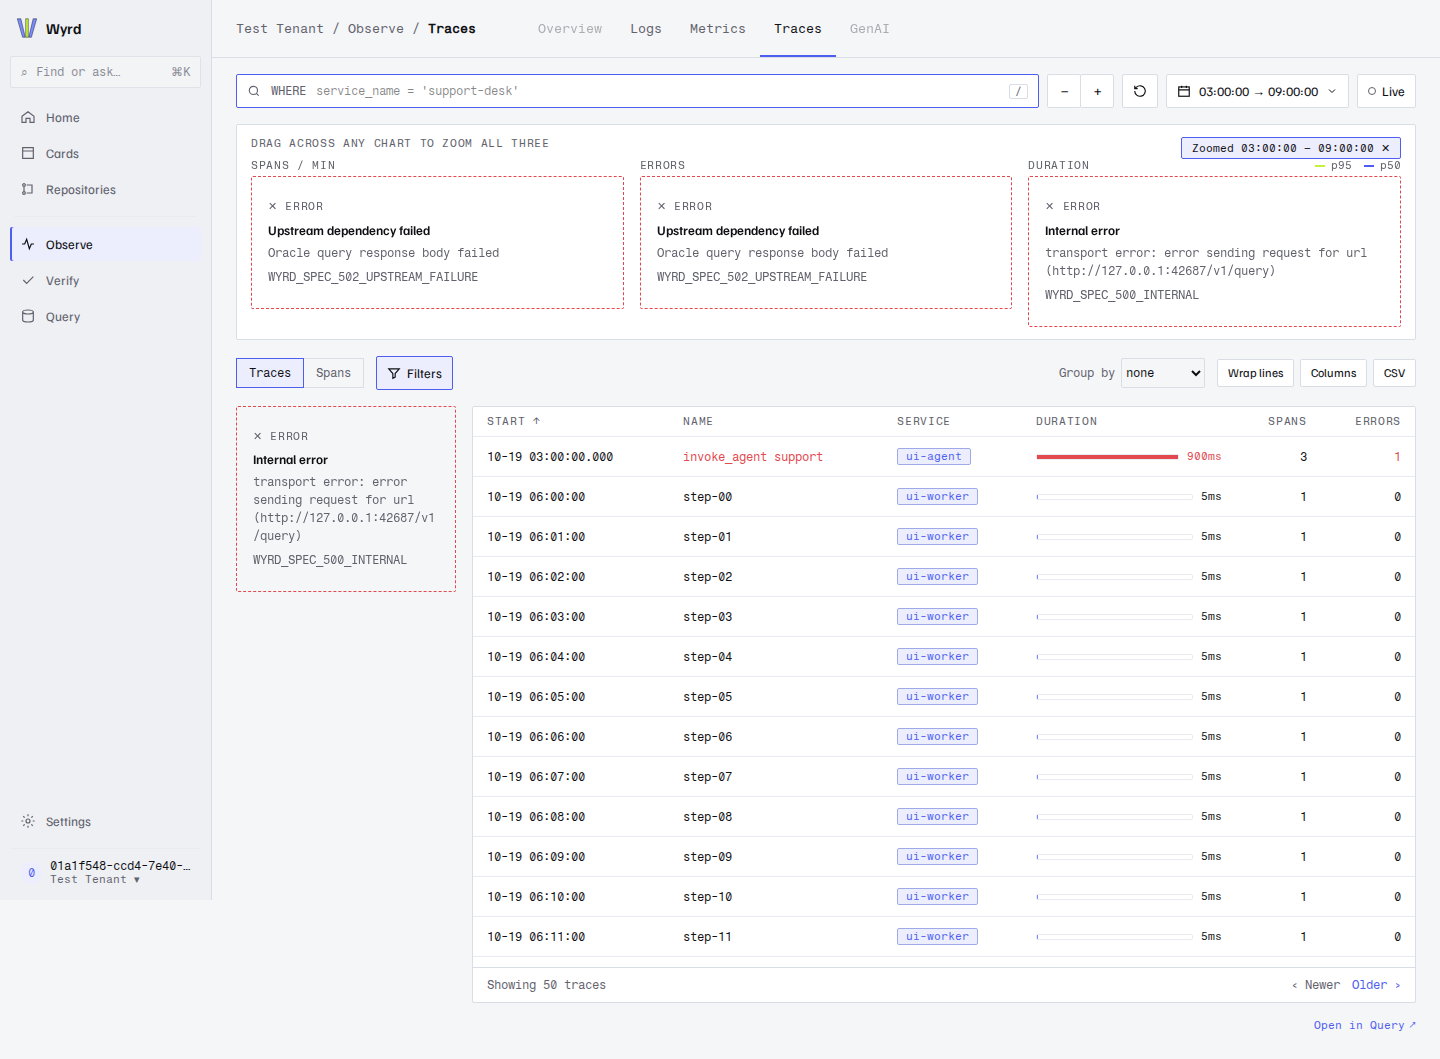 Wyrd
Find or ask… ⌘K
Home
Cards
Repositories
Observe
Verify
Query
Settings
0 01a1f548-ccd4-7e40-…
Test Tenant ▾
Test Tenant / Observe / Traces
Overview Logs Metrics Traces GenAI
WHERE service_name = 'support-desk' /
− + 03:00:00 → 09:00:00 Live
DRAG ACROSS ANY CHART TO ZOOM ALL THREE
Zoomed 03:00:00 – 09:00:00 ✕
SPANS / MIN
✕ ERROR
Upstream dependency failed
Oracle query response body failed
WYRD_SPEC_502_UPSTREAM_FAILURE
ERRORS
✕ ERROR
Upstream dependency failed
Oracle query response body failed
WYRD_SPEC_502_UPSTREAM_FAILURE
DURATION p95 p50
✕ ERROR
Internal error
transport error: error sending request for url
(http://127.0.0.1:42687/v1/query)
WYRD_SPEC_500_INTERNAL
Traces Spans Filters
Group by none Wrap lines Columns CSV
✕ ERROR
Internal error
transport error: error
sending request for url
(http://127.0.0.1:42687/v1
/query)
WYRD_SPEC_500_INTERNAL
START ↑ NAME SERVICE DURATION SPANS ERRORS
10-19 03:00:00.000 invoke_agent support ui-agent 900ms 3 1
10-19 06:00:00 step-00 ui-worker 5ms 1 0
10-19 06:01:00 step-01 ui-worker 5ms 1 0
10-19 06:02:00 step-02 ui-worker 5ms 1 0
10-19 06:03:00 step-03 ui-worker 5ms 1 0
10-19 06:04:00 step-04 ui-worker 5ms 1 0
10-19 06:05:00 step-05 ui-worker 5ms 1 0
10-19 06:06:00 step-06 ui-worker 5ms 1 0
10-19 06:07:00 step-07 ui-worker 5ms 1 0
10-19 06:08:00 step-08 ui-worker 5ms 1 0
10-19 06:09:00 step-09 ui-worker 5ms 1 0
10-19 06:10:00 step-10 ui-worker 5ms 1 0
10-19 06:11:00 step-11 ui-worker 5ms 1 0
Showing 50 traces ‹ Newer Older ›
Open in Query ↗